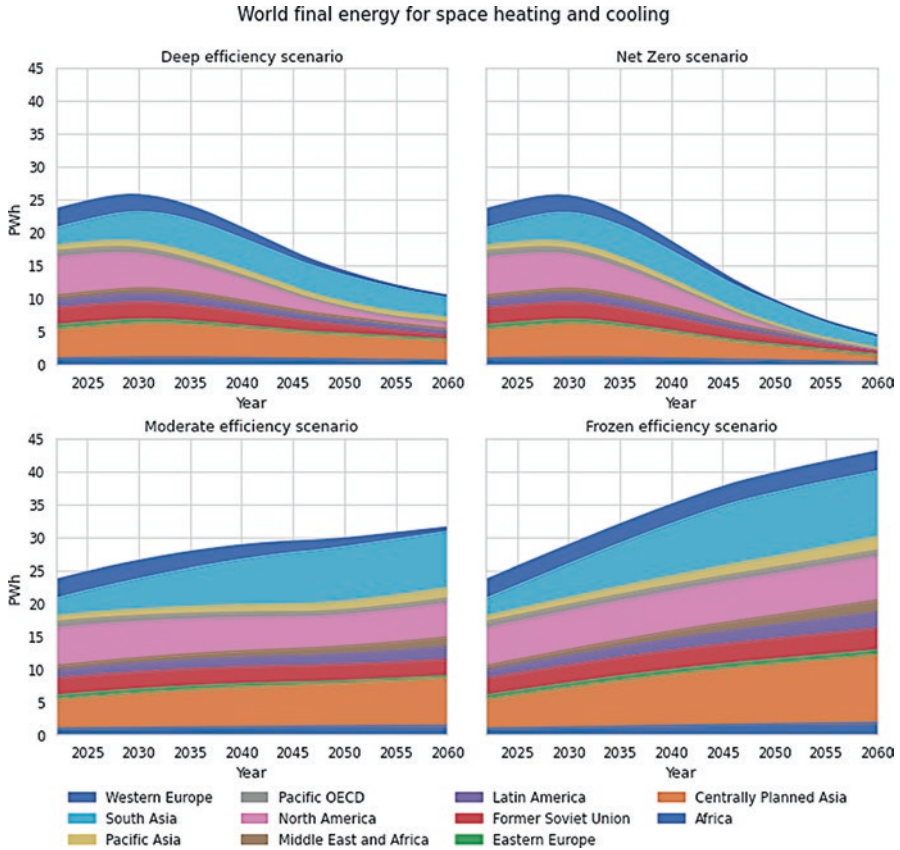 World final energy for space heating and cooling
Deep efficiency scenario
45
40
35
30
25
20
15
10
5
0
PWh
2025 2030 2035 2040 2045 2050 2055 2060
Year
Net Zero scenario
2025 2030 2035 2040 2045 2050 2055 2060
Year
Moderate efficiency scenario
45
40
35
30
25
20
15
10
5
0
PWh
2025 2030 2035 2040 2045 2050 2055 2060
Year
Frozen efficiency scenario
2025 2030 2035 2040 2045 2050 2055 2060
Year
Western Europe Pacific OECD Latin America Centrally Planned Asia
South Asia North America Former Soviet Union Africa
Pacific Asia Middle East and Africa Eastern Europe